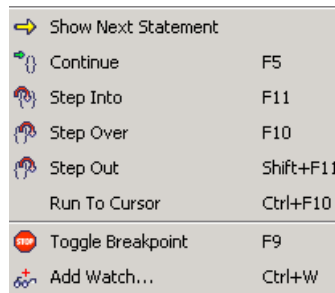 Show Next Statement
Continue F5
Step Into F11
Step Over F10
Step Out Shift+F11
Run To Cursor Ctrl+F10
STOP Toggle Breakpoint F9
Add Watch... Ctrl+W